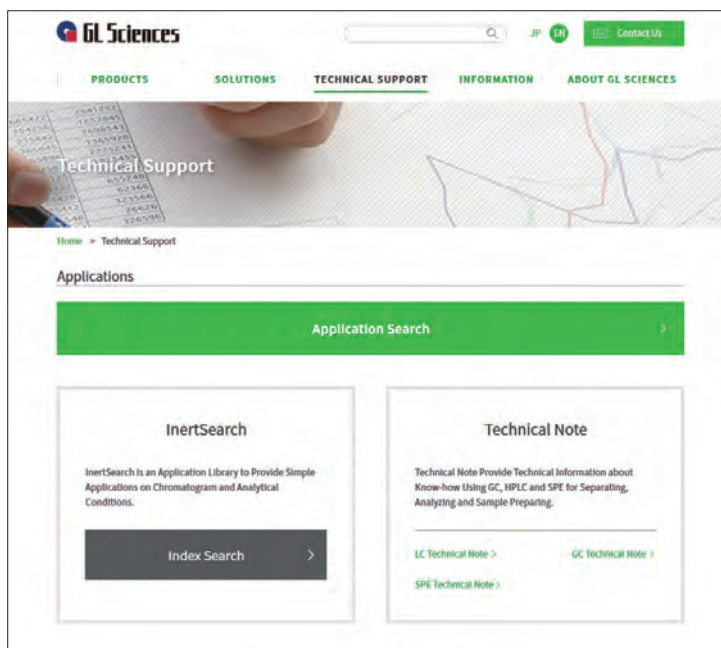 GL Sciences
JP
EN
Contact Us
PRODUCTS
SOLUTIONS
TECHNICAL SUPPORT
INFORMATION
ABOUT GL SCIENCES
Technical Support
Home > Technical Support
Applications
Application Search
InertSearch
InertSearch is an Application Library to Provide Simple
Applications on Chromatogram and Analytical
Conditions.
Index Search
Technical Note
Technical Note Provide Technical Information about
Know-how Using GC, HPLC and SPE for Separating,
Analyzing and Sample Preparing.
LC Technical Note >
GC Technical Note >
SPE Technical Note >